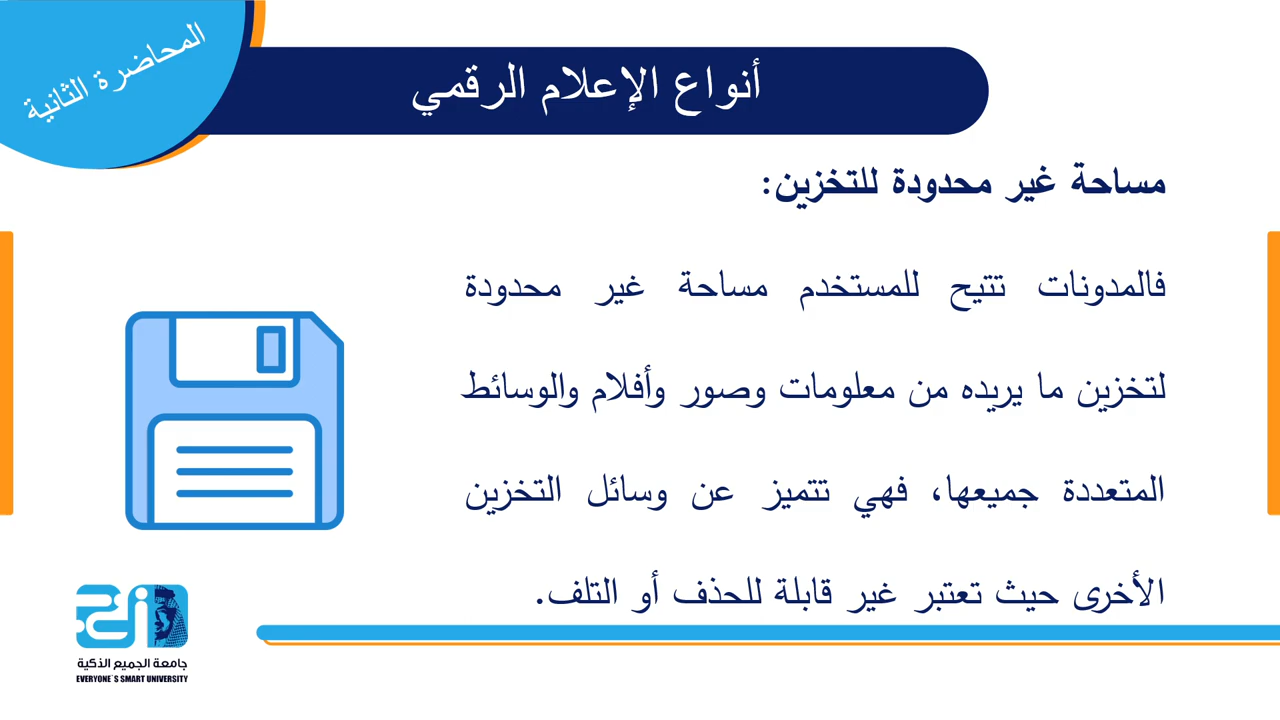 المحاضرة الثانية
أنواع الإعلام الرقمي
مساحة غير محدودة للتخزين:
فالمدونات تتيح للمستخدم مساحة غير محدودة
لتخزين ما يريده من معلومات وصور وأفلام والوسائط
المتعددة جميعها، فهي تتميز عن وسائل التخزين
الأخرى حيث تعتبر غير قابلة للحذف أو التلف.
جامعة الجميع الذكية
EVERYONE`S SMART UNIVERSITY